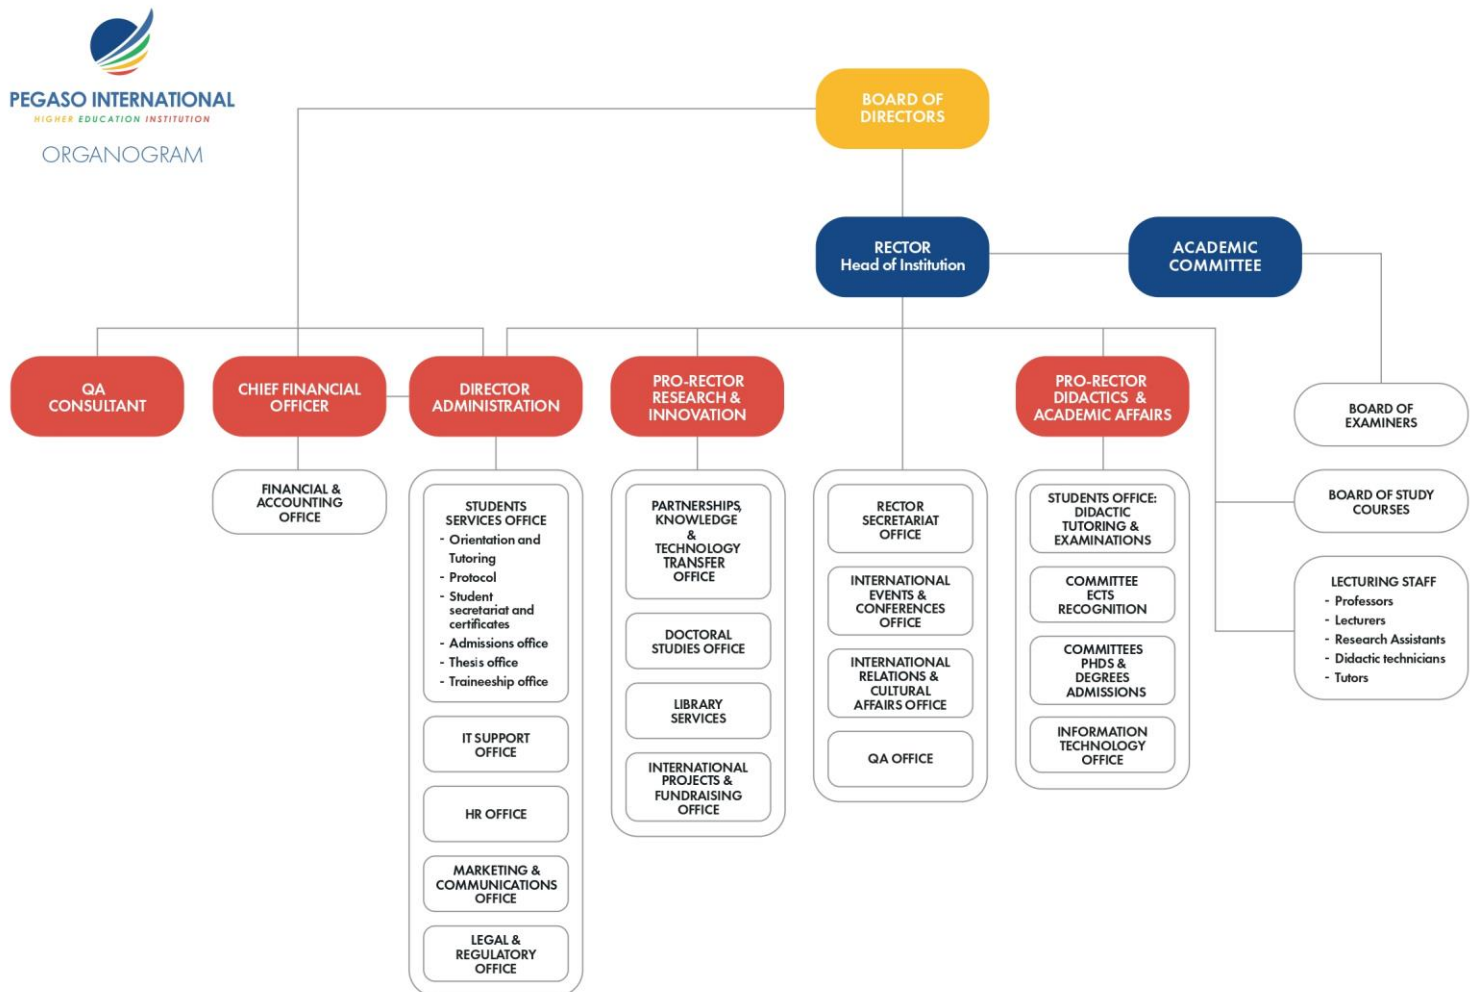 PEGASO INTERNATIONAL
HIGHER EDUCATION INSTITUTION
ORGANOGRAM
BOARD OF
DIRECTORS
RECTOR
Head of Institution
ACADEMIC
COMMITTEE
QA
CONSULTANT
CHIEF FINANCIAL
OFFICER
DIRECTOR
ADMINISTRATION
PRO-RECTOR
RESEARCH &
INNOVATION
PRO-RECTOR
DIDACTICS &
ACADEMIC AFFAIRS
BOARD OF
EXAMINERS
FINANCIAL &
ACCOUNTING
OFFICE
STUDENTS
SERVICES OFFICE
- Orientation and
Tutoring
- Protocol
- Student
secretariat and
certificates
- Admissions office
- Thesis office
- Traineeship office
IT SUPPORT
OFFICE
HR OFFICE
MARKETING &
COMMUNICATIONS
OFFICE
LEGAL &
REGULATORY
OFFICE
PARTNERSHIPS,
KNOWLEDGE
&
TECHNOLOGY
TRANSFER
OFFICE
DOCTORAL
STUDIES OFFICE
LIBRARY
SERVICES
INTERNATIONAL
PROJECTS &
FUNDRAISING
OFFICE
RECTOR
SECRETARIAT
OFFICE
INTERNATIONAL
EVENTS &
CONFERENCES
OFFICE
INTERNATIONAL
RELATIONS &
CULTURAL
AFFAIRS OFFICE
QA OFFICE
STUDENTS OFFICE:
DIDACTIC
TUTORING &
EXAMINATIONS
COMMITTEE
ECTS
RECOGNITION
COMMITTEES
PHDS &
DEGREES
ADMISSIONS
INFORMATION
TECHNOLOGY
OFFICE
BOARD OF STUDY
COURSES
LECTURING STAFF
- Professors
- Lecturers
- Research Assistants
- Didactic technicians
- Tutors